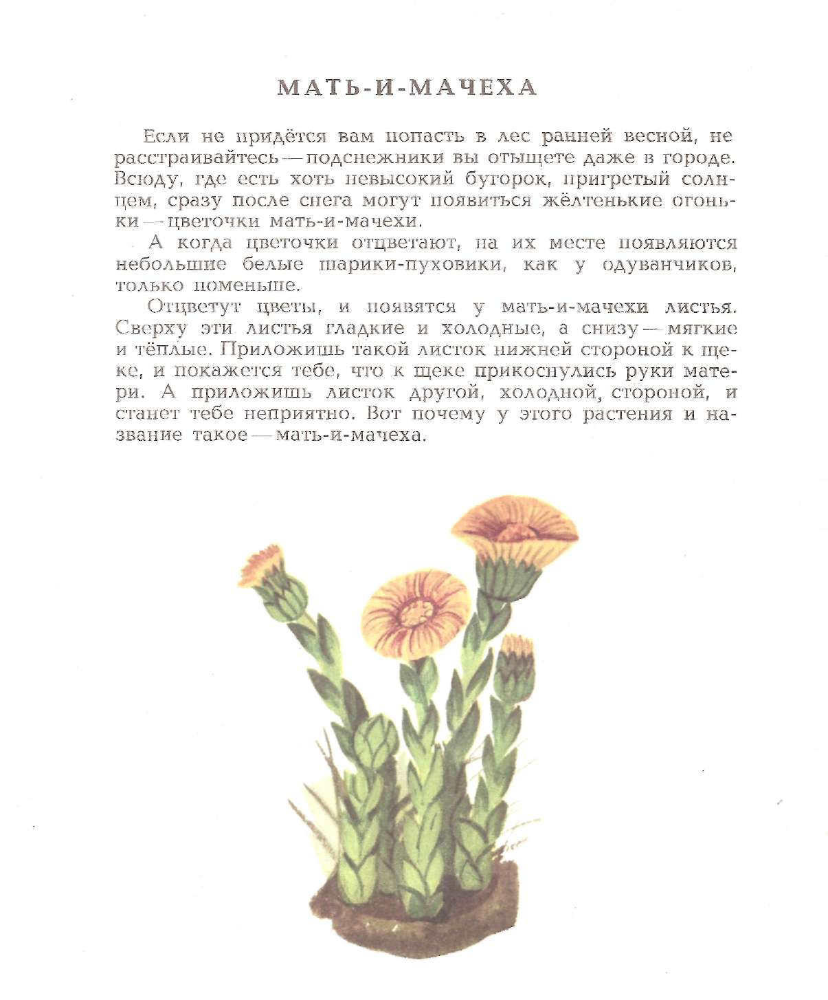 МАТЬ-И-МАЧЕХА
Если не придётся вам попасть в лес ранней весной, не
расстраивайтесь — подснежники вы отыщете даже в городе.
Всюду, где есть хоть невысокий бугорок, пригретый солн-
цем, сразу после снега могут появиться жёлтенькие огонь-
ки — цветочки мать-и-мачехи.
А когда цветочки отцветают, на их месте появляются
небольшие белые шарики-пуховики, как у одуванчиков,
только поменьше.
Отцветут цветы, и появятся у мать-и-мачехи листья.
Сверху эти листья гладкие и холодные, а снизу — мягкие
и тёплые. Приложишь такой листок нижней стороной к ще-
ке, и покажется тебе, что к щеке прикоснулись руки мате-
ри. А приложишь листок другой, холодной, стороной, и
станет тебе неприятно. Вот почему у этого растения и на-
звание такое — мать-и-мачеха.